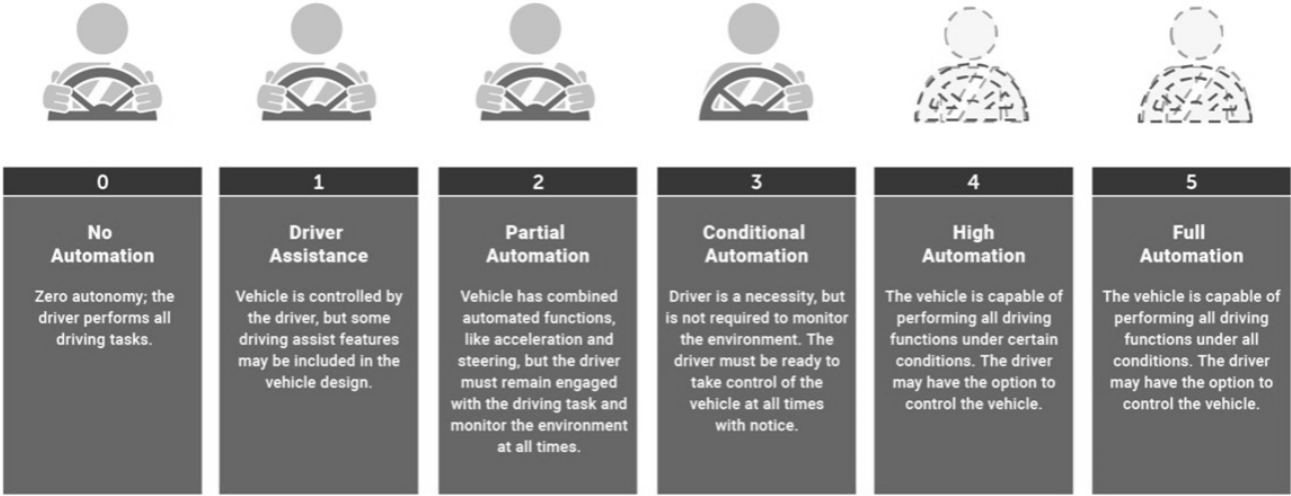 0
No
Automation
Zero autonomy; the
driver performs all
driving tasks.
1
Driver
Assistance
Vehicle is controlled by
the driver, but some
driving assist features
may be included in the
vehicle design.
2
Partial
Automation
Vehicle has combined
automated functions,
like acceleration and
steering, but the driver
must remain engaged
with the driving task and
monitor the environment
at all times.
3
Conditional
Automation
Driver is a necessity, but
is not required to monitor
the environment. The
driver must be ready to
take control of the
vehicle at all times
with notice.
4
High
Automation
The vehicle is capable of
performing all driving
functions under certain
conditions. The driver
may have the option to
control the vehicle.
5
Full
Automation
The vehicle is capable of
performing all driving
functions under all
conditions. The driver
may have the option to
control the vehicle.